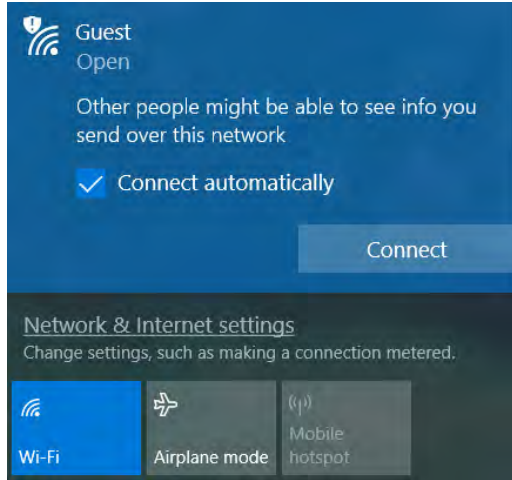 Guest
Open
Other people might be able to see info you
send over this network
Connect automatically
Connect
Network & Internet settings
Change settings, such as making a connection metered.
Wi-Fi
Airplane mode
Mobile
hotspot